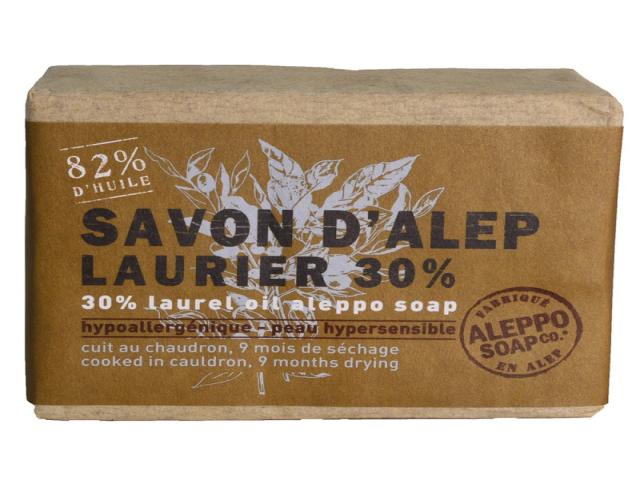 82%
D'HUILE
SAVON D'ALEP
LAURIER 30%
30% laurel oil aleppo soap
hypoallergénique - peau hypersensible
cuit au chaudron, 9 mois de séchage
cooked in cauldron, 9 months drying
FABRIQUÉ
ALEPPO
SOAP CO.
EN ALEP